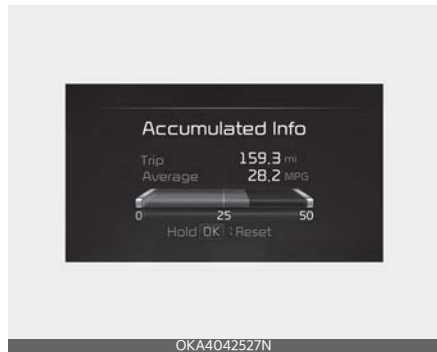 Accumulated Info
Trip 159.3 mi
Average 28.2 MPG
0 25 50
Hold OK : Reset
OKA4042527N